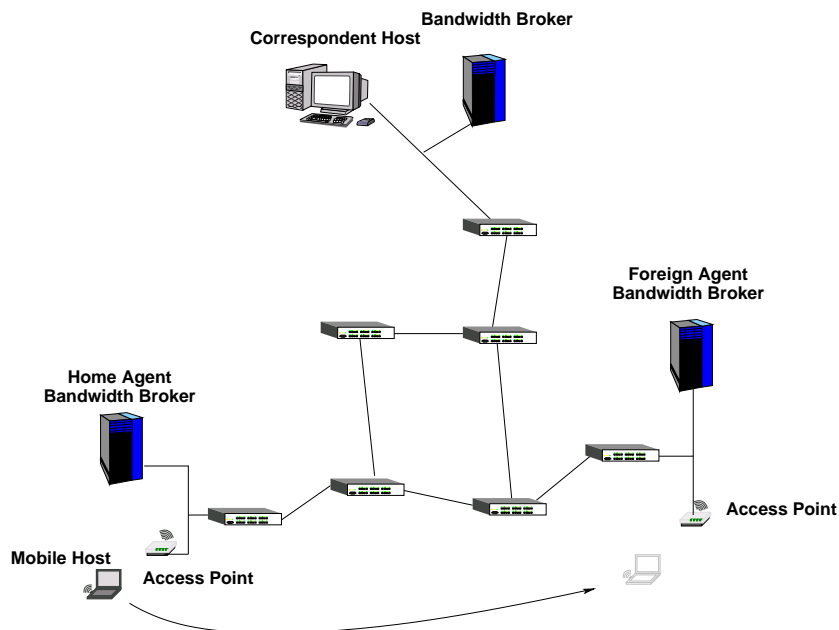 Bandwidth Broker
Correspondent Host
Foreign Agent
Bandwidth Broker
Home Agent
Bandwidth Broker
Access Point
Mobile Host
Access Point